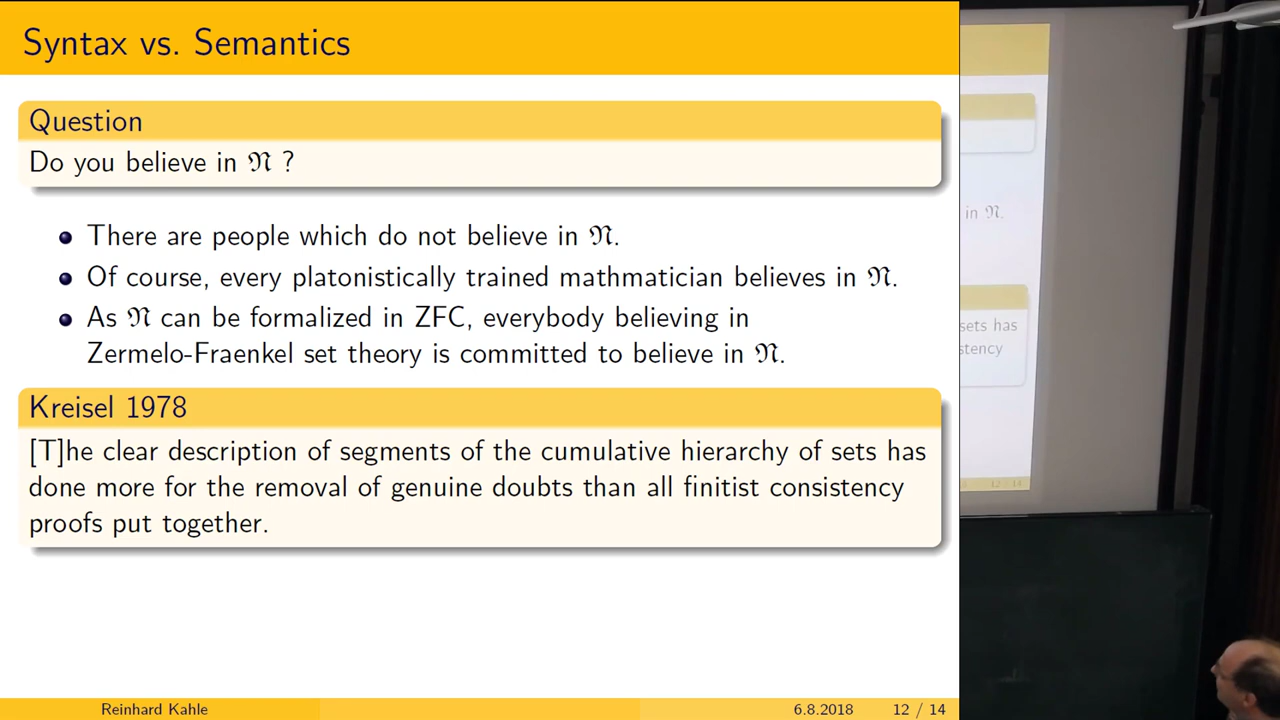 Syntax vs. Semantics
Question
Do you believe in 𝔑 ?
There are people which do not believe in 𝔑.
Of course, every platonistically trained mathmatician believes in 𝔑.
As 𝔑 can be formalized in ZFC, everybody believing in
Zermelo-Fraenkel set theory is committed to believe in 𝔑.
Kreisel 1978
[T]he clear description of segments of the cumulative hierarchy of sets has
done more for the removal of genuine doubts than all finitist consistency
proofs put together.
Reinhard Kahle 6.8.2018 12 / 14
in 𝔑.
sets has
stency
12 / 14